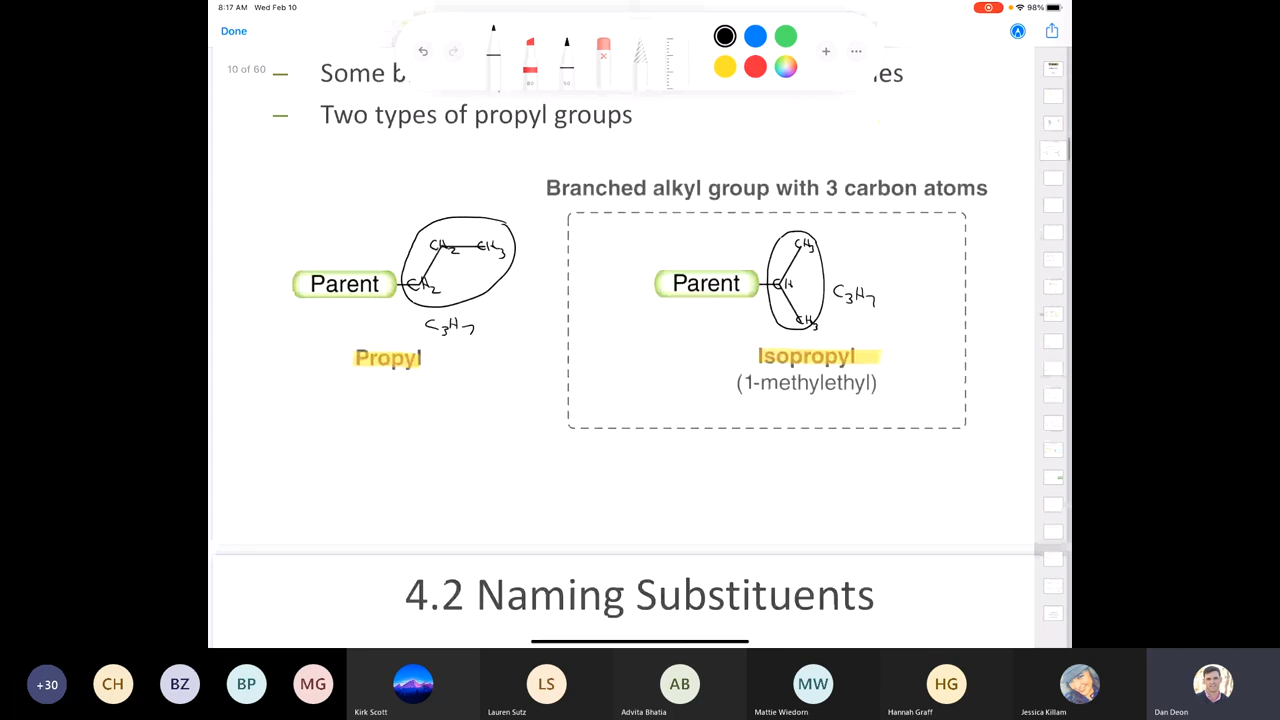 8:17 AM Wed Feb 10
98%
Done
10 of 60
Some
Two types of propyl groups
Branched alkyl group with 3 carbon atoms
CH2 CH3
CH3
Parent CH2
Parent CH
C3H7
CH3
C3H7
Propyl
Isopropyl
(1-methylethyl)
4.2 Naming Substituents
+30 CH BZ BP MG LS AB MW HG
Kirk Scott Lauren Sutz Advita Bhatia Mattie Wiedorn Hannah Graff Jessica Killam Dan Deon